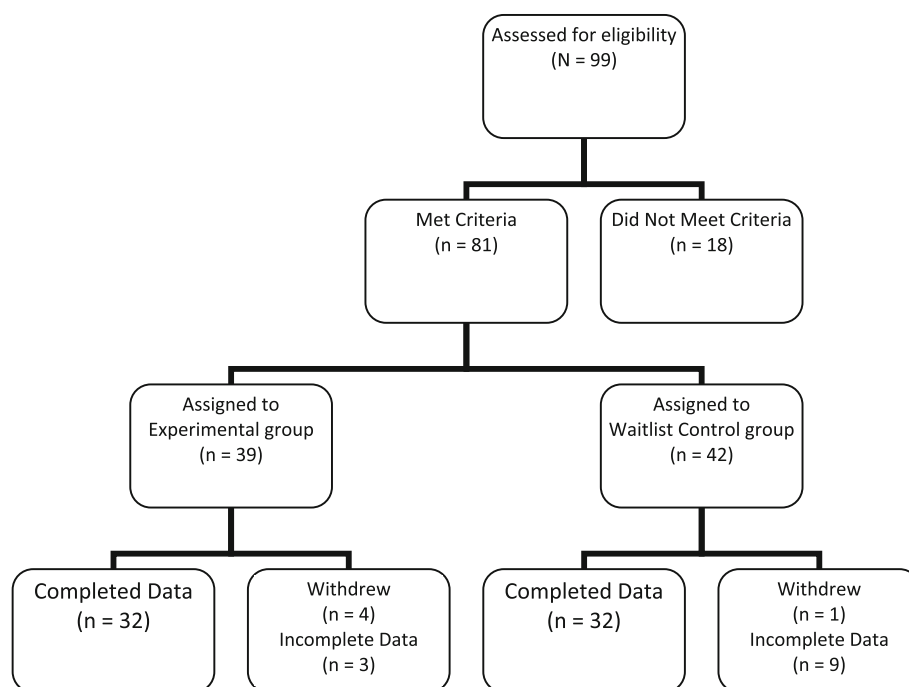 Assessed for eligibility
(N = 99)
Met Criteria
(n = 81)
Did Not Meet Criteria
(n = 18)
Assigned to
Experimental group
(n = 39)
Assigned to
Waitlist Control group
(n = 42)
Completed Data
(n = 32)
Withdrew
(n = 4)
Incomplete Data
(n = 3)
Completed Data
(n = 32)
Withdrew
(n = 1)
Incomplete Data
(n = 9)